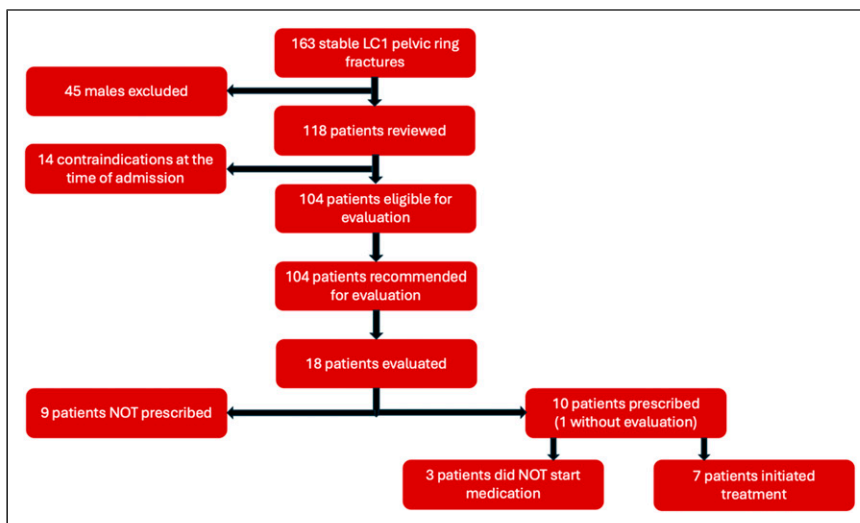 163 stable LC1 pelvic ring
fractures
45 males excluded
118 patients reviewed
14 contraindications at the
time of admission
104 patients eligible for
evaluation
104 patients recommended
for evaluation
18 patients evaluated
9 patients NOT prescribed
10 patients prescribed
(1 without evaluation)
3 patients did NOT start
medication
7 patients initiated
treatment